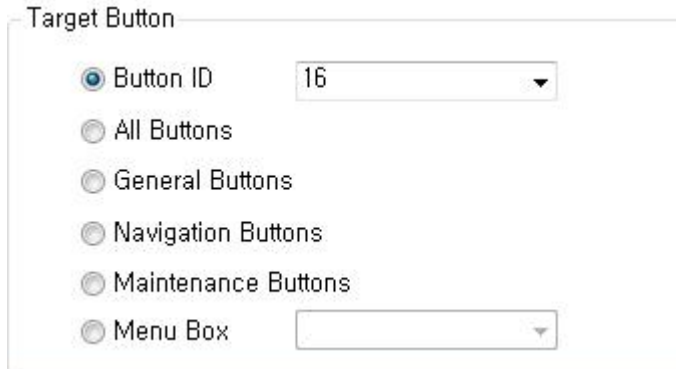 Target Button
Button ID 16
All Buttons
General Buttons
Navigation Buttons
Maintenance Buttons
Menu Box